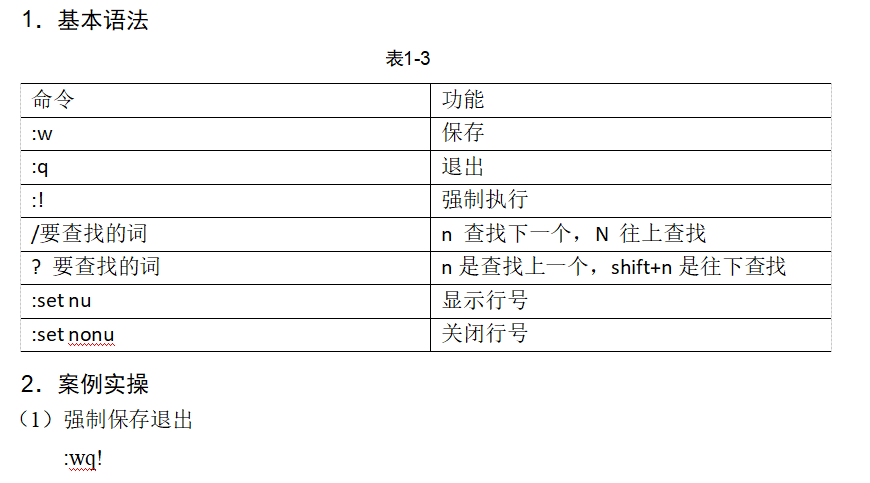 1．基本语法
表1-3
命令 功能
:w 保存
:q 退出
:! 强制执行
/要查找的词 n 查找下一个，N 往上查找
? 要查找的词 n是查找上一个，shift+n是往下查找
:set nu 显示行号
:set nonu 关闭行号
2．案例实操
（1）强制保存退出
:wq!